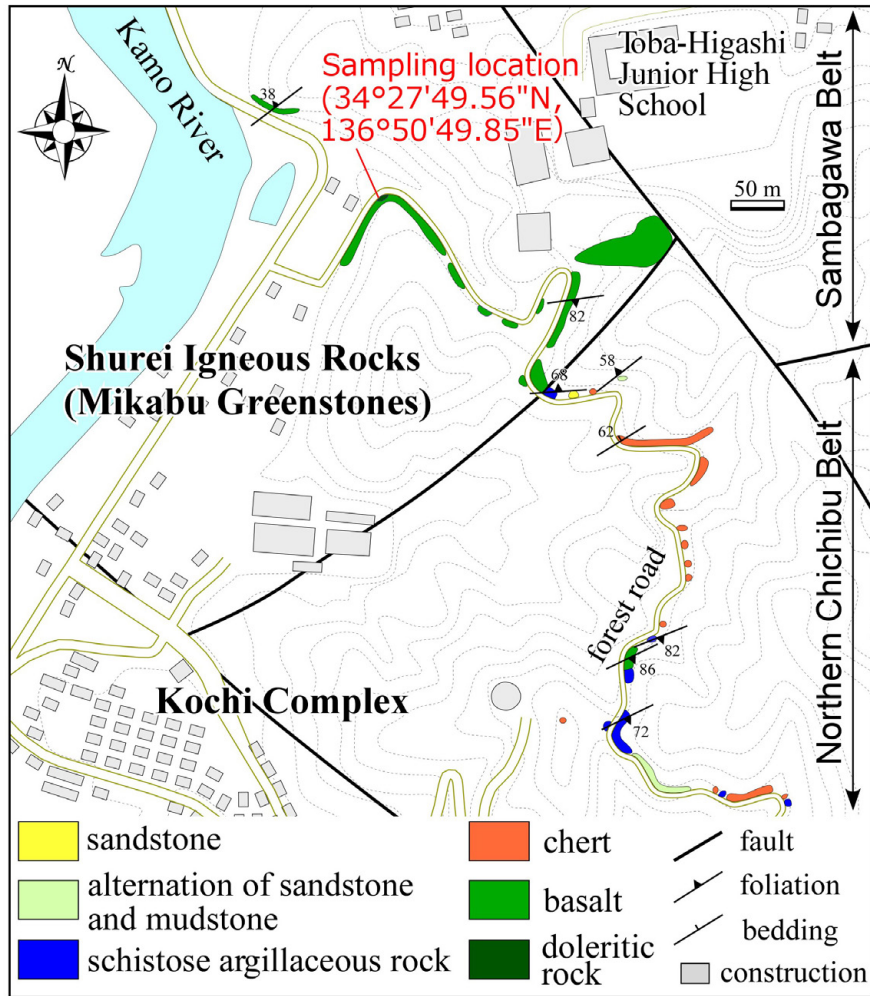 N
Kamo River
38
Sampling location
(34°27'49.56"N,
136°50'49.85"E)
Toba-Higashi
Junior High
School
50 m
Sambagawa Belt
82
Shurei Igneous Rocks
(Mikabu Greenstones)
68
58
62
Northern Chichibu Belt
forest road
82
86
72
Kochi Complex
sandstone
alternation of sandstone
and mudstone
schistose argillaceous rock
chert
basalt
doleritic
rock
fault
foliation
bedding
construction